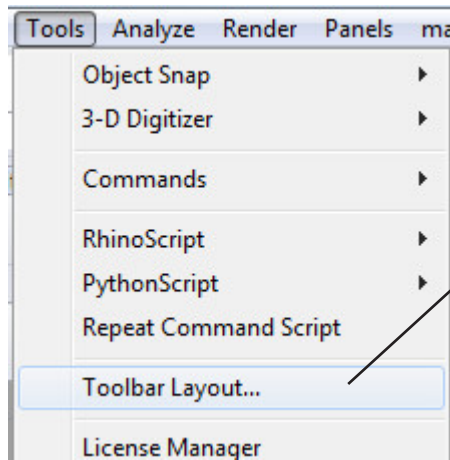 Tools Analyze Render Panels ma
Object Snap
3-D Digitizer
Commands
RhinoScript
PythonScript
Repeat Command Script
Toolbar Layout...
License Manager